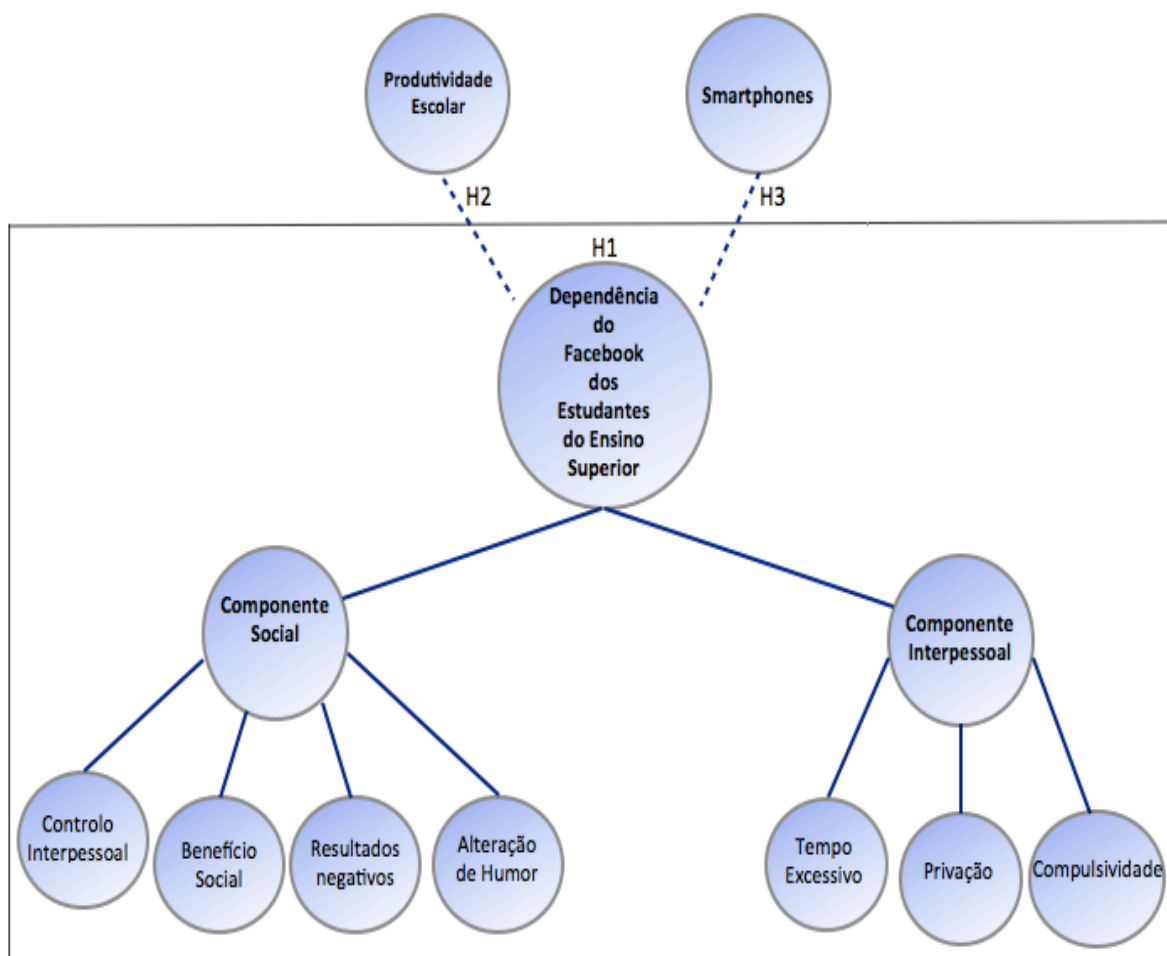 Produtividade
Escolar
Smartphones
H2
H3
H1
Dependência
do
Facebook
dos
Estudantes
do Ensino
Superior
Componente
Social
Componente
Interpessoal
Controlo
Interpessoal
Benefício
Social
Resultados
negativos
Alteração
de Humor
Tempo
Excessivo
Privação
Compulsividade